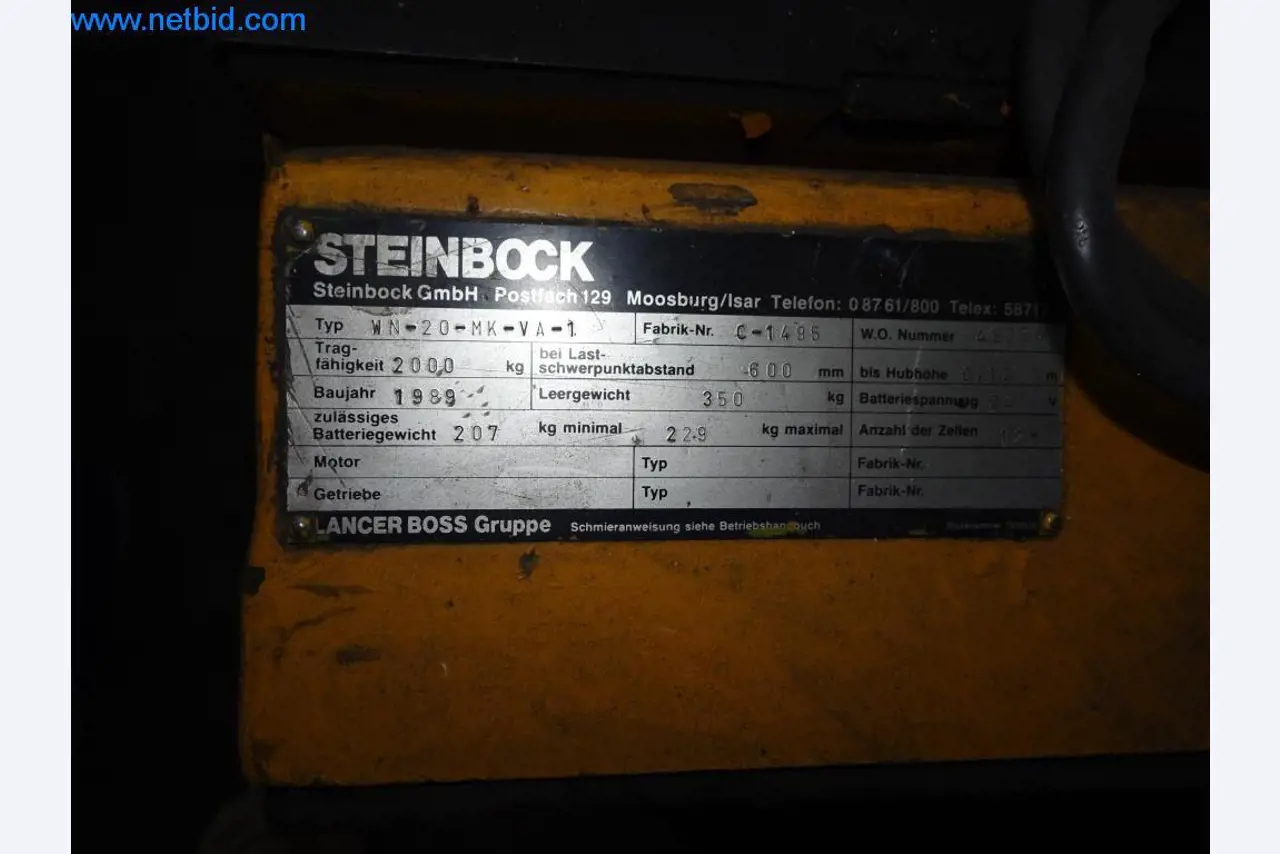 www.netbid.com
STEINBOCK
Steinbock GmbH Postfach 129 Moosburg/Isar Telefon: 08761/800 Telex: 5871
Typ WN-20-MK-VA-1 Fabrik-Nr. C-1495 W.O. Nummer
Trag-
fähigkeit 2000 kg bei Last-
schwerpunktabstand 600 mm bis Hubhöhe m
Baujahr 1989 Leergewicht 350 kg Batteriespannung V
zulässiges
Batteriegewicht 207 kg minimal 229 kg maximal Anzahl der Zellen
Motor Typ Fabrik-Nr.
Getriebe Typ Fabrik-Nr.
LANCER BOSS Gruppe Schmieranweisung siehe Betriebshandbuch